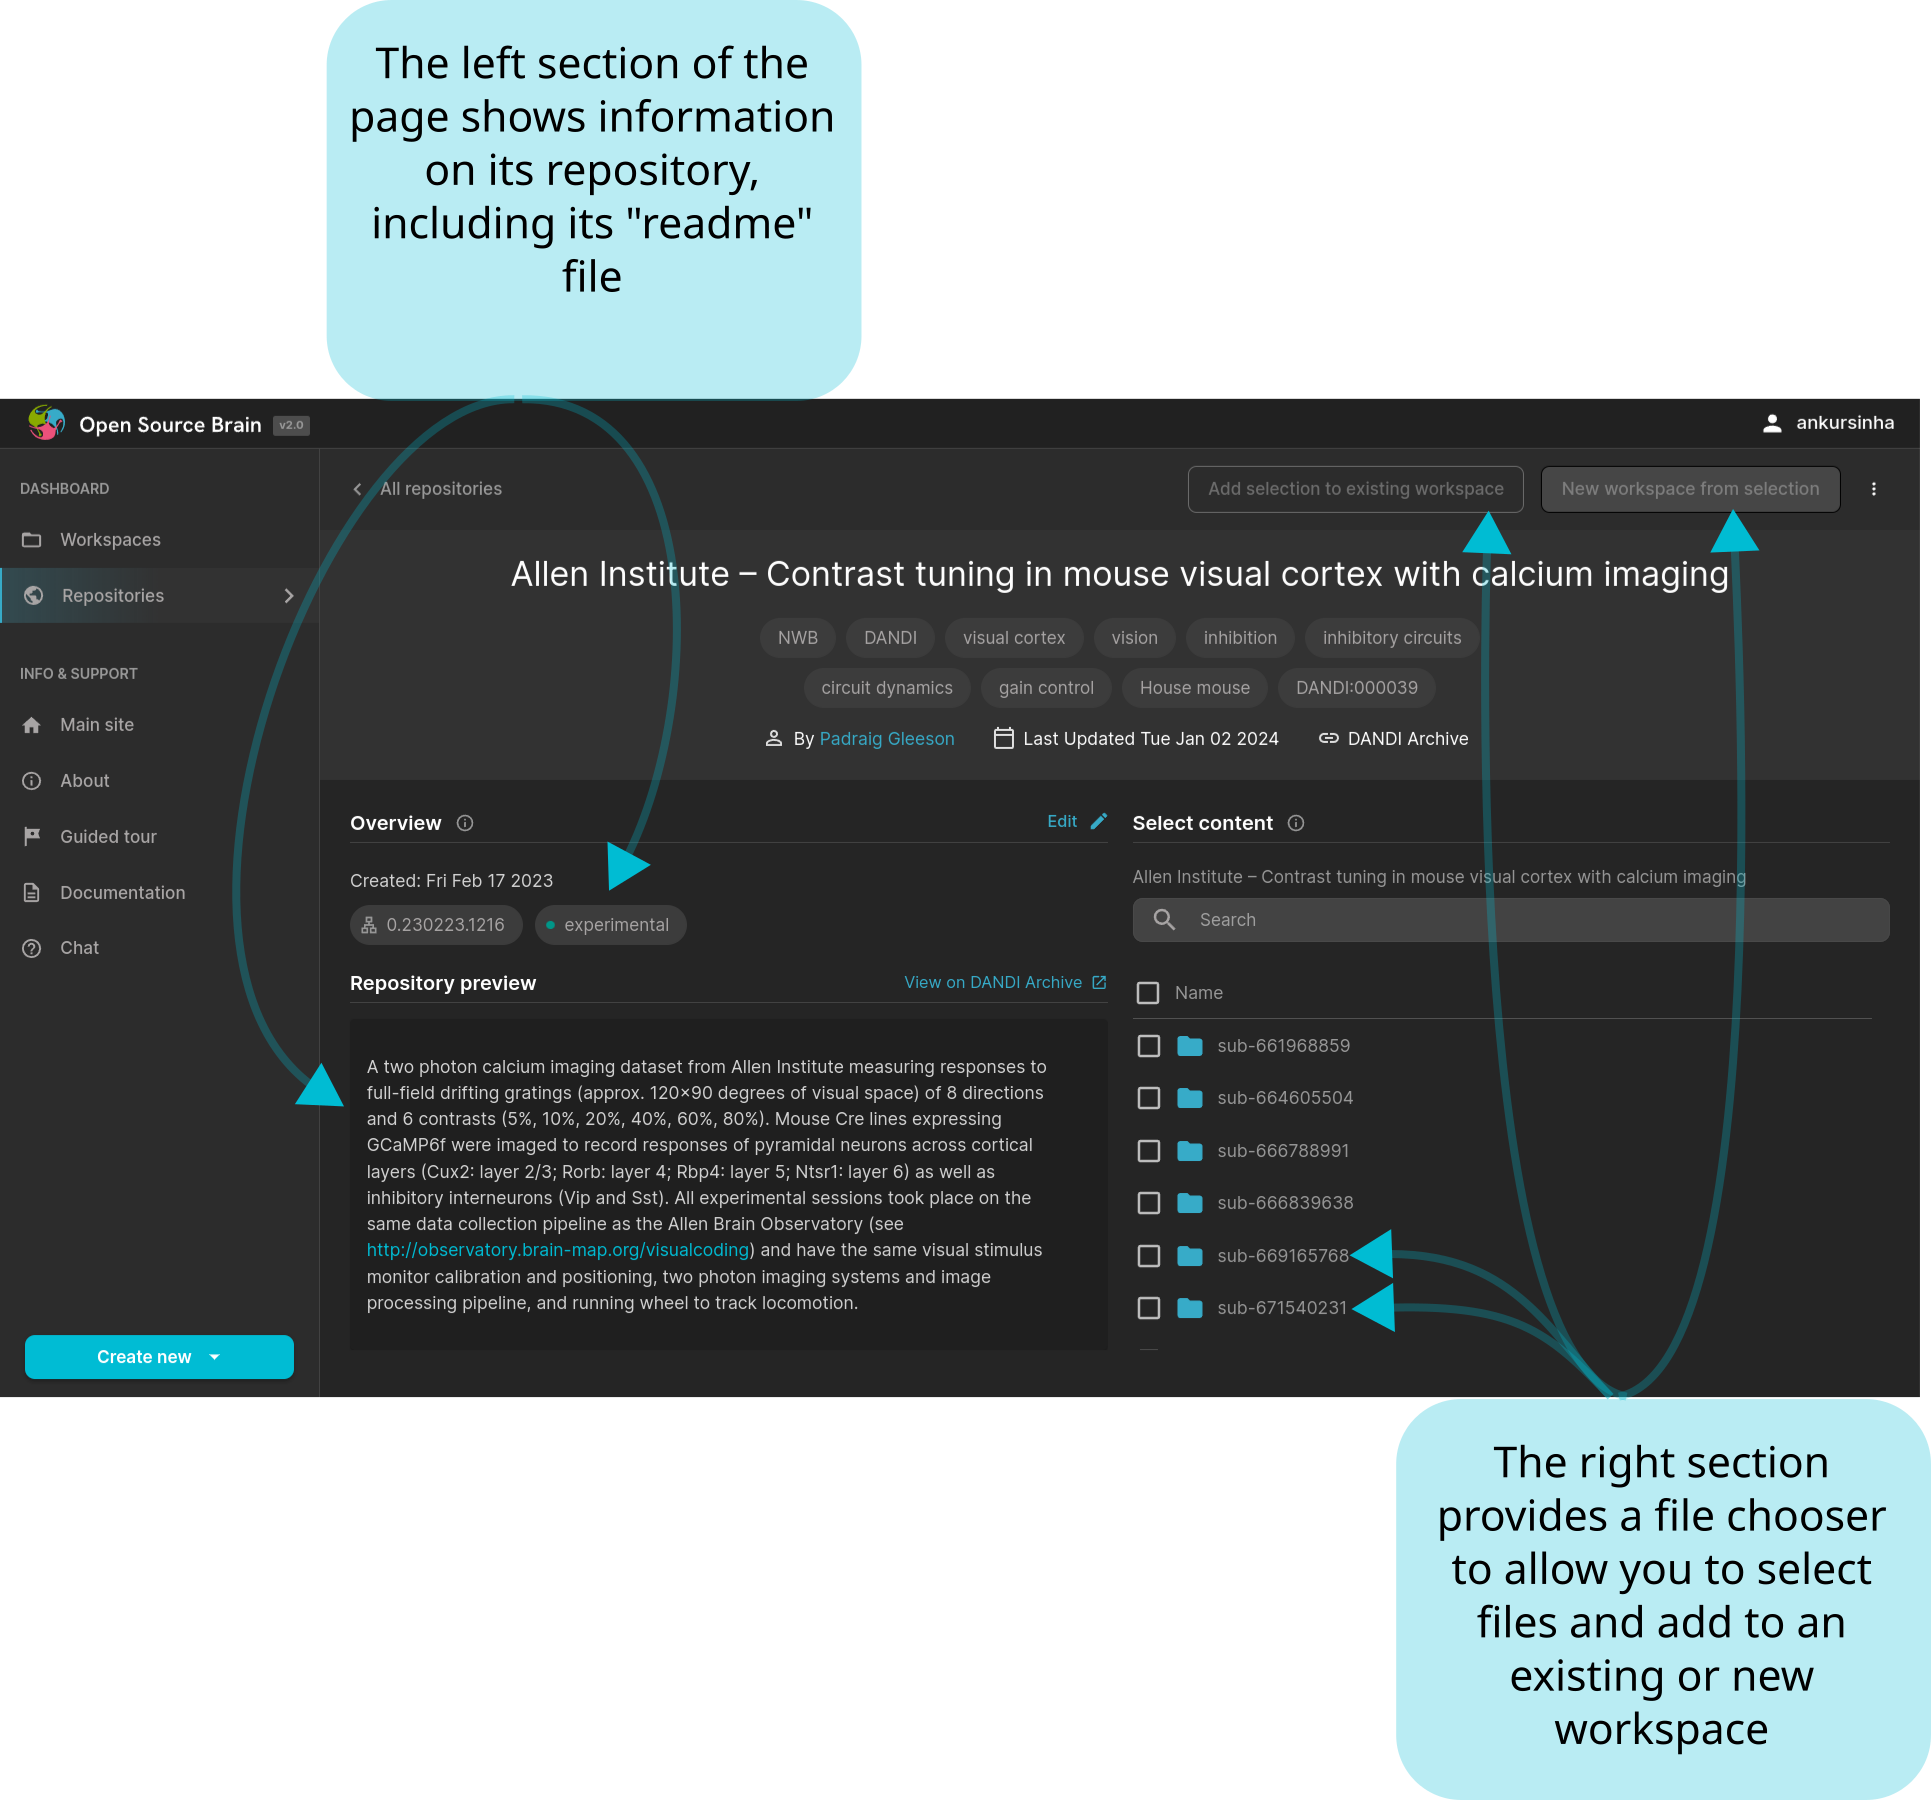 The left section of the
page shows information
on its repository,
including its "readme"
file
Open Source Brain v2.0
ankursinha
DASHBOARD
Workspaces
Repositories
INFO & SUPPORT
Main site
About
Guided tour
Documentation
Chat
Create new
All repositories
Add selection to existing workspace
New workspace from selection
Allen Institute – Contrast tuning in mouse visual cortex with calcium imaging
NWB DANDI visual cortex vision inhibition inhibitory circuits
circuit dynamics gain control House mouse DANDI:000039
By Padraig Gleeson Last Updated Tue Jan 02 2024 DANDI Archive
Overview
Edit
Created: Fri Feb 17 2023
0.230223.1216 experimental
Repository preview
View on DANDI Archive
A two photon calcium imaging dataset from Allen Institute measuring responses to
full-field drifting gratings (approx. 120×90 degrees of visual space) of 8 directions
and 6 contrasts (5%, 10%, 20%, 40%, 60%, 80%). Mouse Cre lines expressing
GCaMP6f were imaged to record responses of pyramidal neurons across cortical
layers (Cux2: layer 2/3; Rorb: layer 4; Rbp4: layer 5; Ntsr1: layer 6) as well as
inhibitory interneurons (Vip and Sst). All experimental sessions took place on the
same data collection pipeline as the Allen Brain Observatory (see
http://observatory.brain-map.org/visualcoding) and have the same visual stimulus
monitor calibration and positioning, two photon imaging systems and image
processing pipeline, and running wheel to track locomotion.
Select content
Allen Institute – Contrast tuning in mouse visual cortex with calcium imaging
Search
Name
sub-661968859
sub-664605504
sub-666788991
sub-666839638
sub-669165768
sub-671540231
The right section
provides a file chooser
to allow you to select
files and add to an
existing or new
workspace